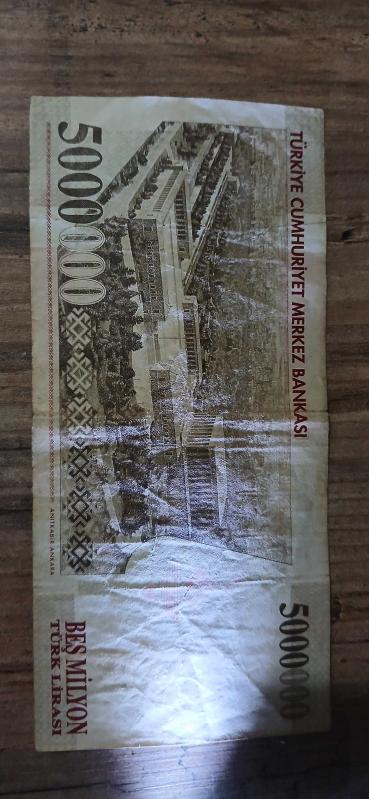 TÜRKİYE CUMHURİYET MERKEZ BANKASI
5000000
5000000
ANITKABİR ANKARA
BEŞ MİLYON
TÜRK LİRASI